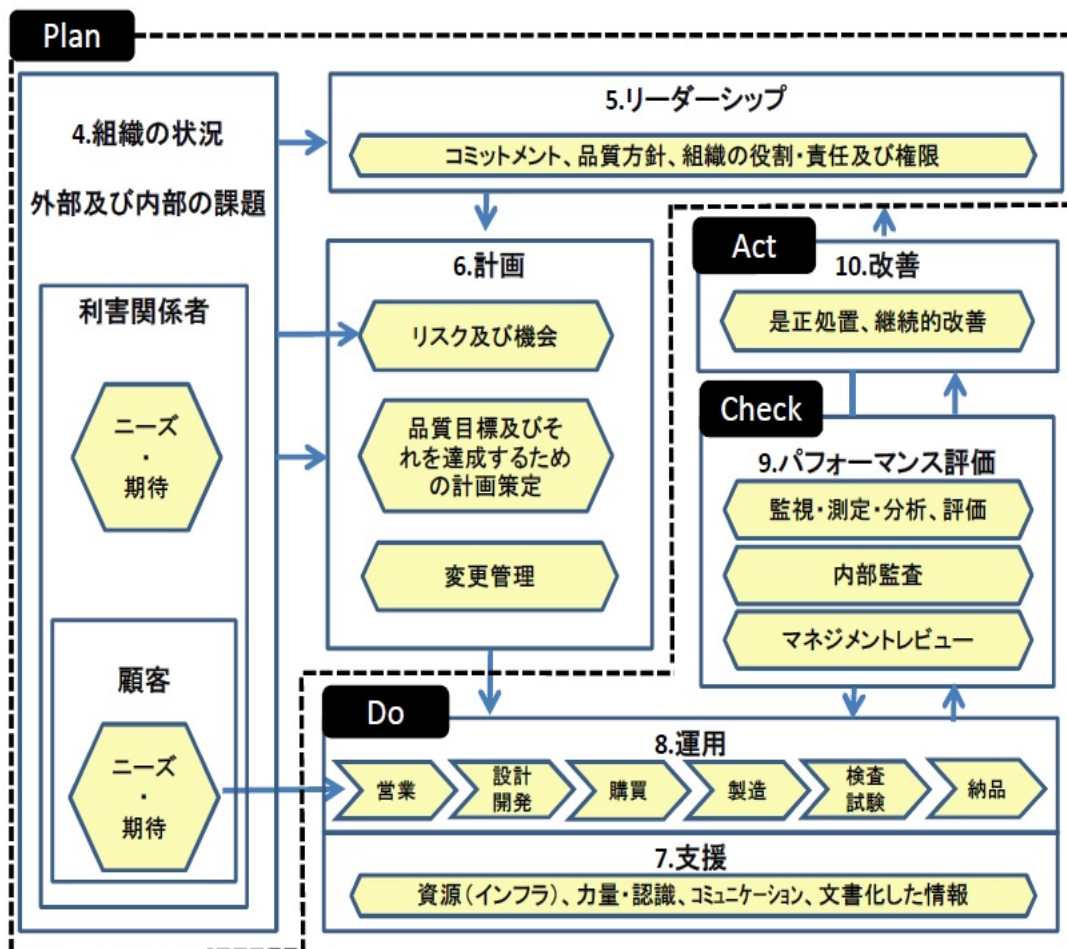 Plan
4.組織の状況
外部及び内部の課題
利害関係者
ニーズ
・
期待
顧客
ニーズ
・
期待
5.リーダーシップ
コミットメント、品質方針、組織の役割・責任及び権限
6.計画
リスク及び機会
品質目標及びそ
れを達成するため
の計画策定
変更管理
Act
10.改善
是正処置、継続的改善
Check
9.パフォーマンス評価
監視・測定・分析、評価
内部監査
マネジメントレビュー
Do
8.運用
営業
設計
開発
購買
製造
検査
試験
納品
7.支援
資源(インフラ)、力量・認識、コミュニケーション、文書化した情報